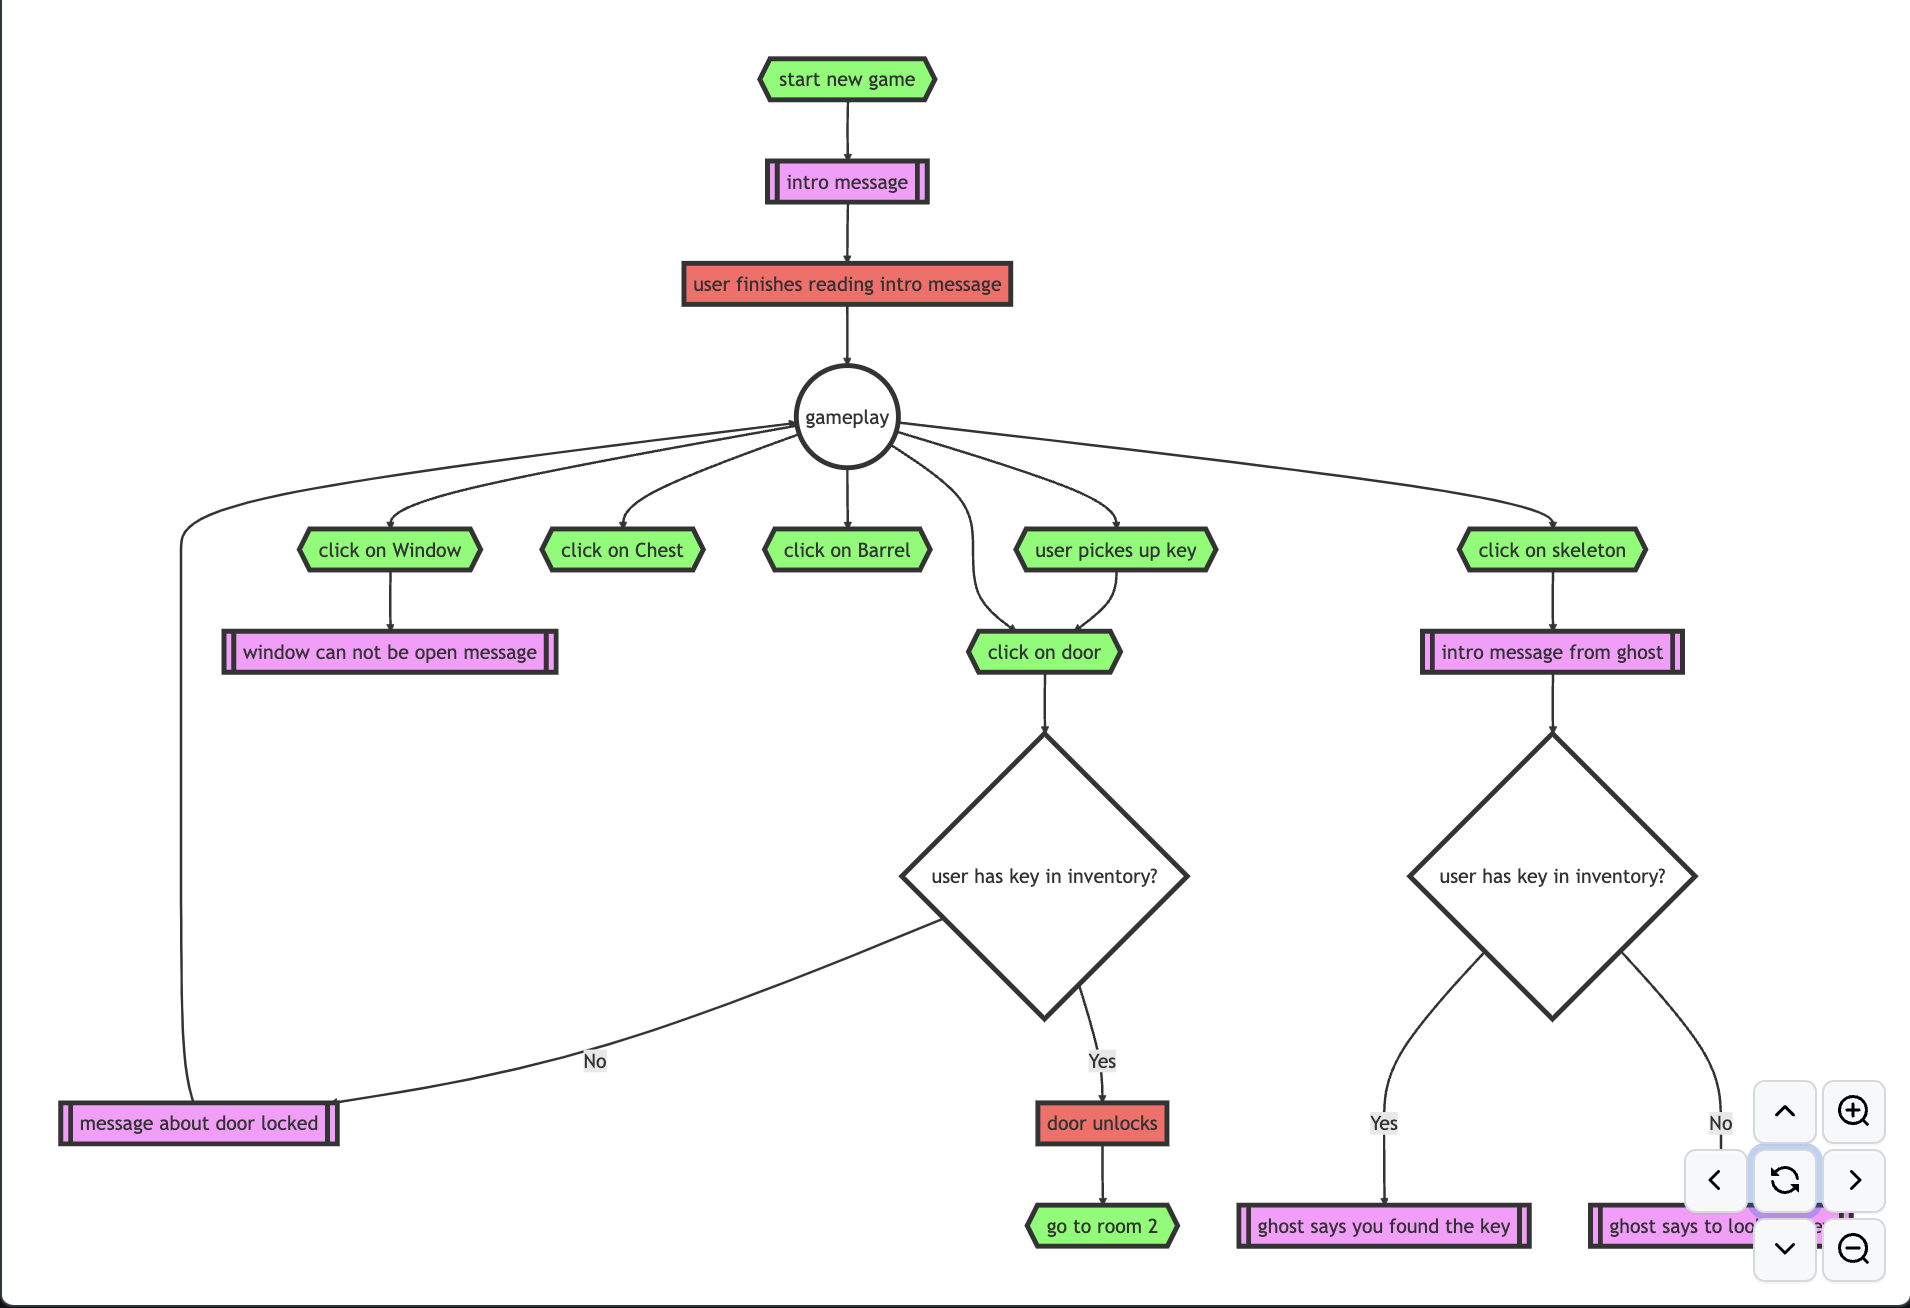 start new game
intro message
user finishes reading intro message
gameplay
click on Window
click on Chest
click on Barrel
user pickes up key
click on skeleton
window can not be open message
click on door
intro message from ghost
user has key in inventory?
user has key in inventory?
No
Yes
message about door locked
door unlocks
Yes
No
go to room 2
ghost says you found the key
ghost says to